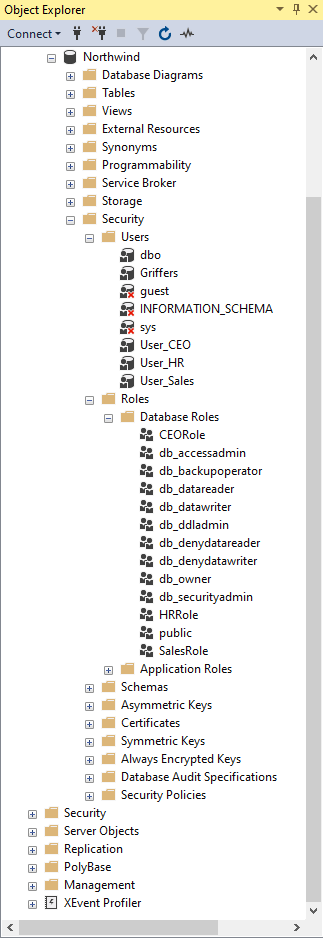 Object Explorer
Connect
Northwind
Database Diagrams
Tables
Views
External Resources
Synonyms
Programmability
Service Broker
Storage
Security
Users
dbo
Griffers
guest
INFORMATION_SCHEMA
sys
User_CEO
User_HR
User_Sales
Roles
Database Roles
CEORole
db_accessadmin
db_backupoperator
db_datareader
db_datawriter
db_ddladmin
db_denydatareader
db_denydatawriter
db_owner
db_securityadmin
HRRole
public
SalesRole
Application Roles
Schemas
Asymmetric Keys
Certificates
Symmetric Keys
Always Encrypted Keys
Database Audit Specifications
Security Policies
Security
Server Objects
Replication
PolyBase
Management
XEvent Profiler